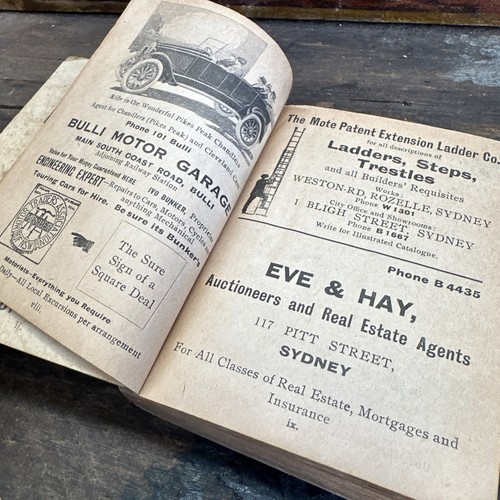 Ride in the Wonderful Pikes Peak Chandler.
Agent for Chandlers (Pikes Peak) and Cleveland Cars
Phone 101 Bulli
BULLI MOTOR GARAGE
MAIN SOUTH COAST ROAD, BULLI
Adjoining Railway Station
Value for Your Money Guaranteed HERE. IVO BUNKER, Proprietor
ENGINEERING EXPERT—Repairs to Cars, Motors, Cycles,
anything Mechanical
Touring Cars for Hire. Be sure its Bunker's.
The Sure
Sign of a
Square Deal
Motorists—Everything you Require
Daily—All Local Excursions per arrangement
viii.
The Mote Patent Extension Ladder Co.
for all descriptions of
Ladders, Steps,
Trestles
and all Builders' Requisites
Works:
WESTON-RD, ROZELLE, SYDNEY
Phone W 1301
City Office and Showrooms:
1 BLIGH STREET, SYDNEY
Phone B 1667
Write for Illustrated Catalogue.
Phone B 4435
EVE & HAY,
Auctioneers and Real Estate Agents
117 PITT STREET,
SYDNEY
For All Classes of Real Estate, Mortgages and
Insurance
ix.